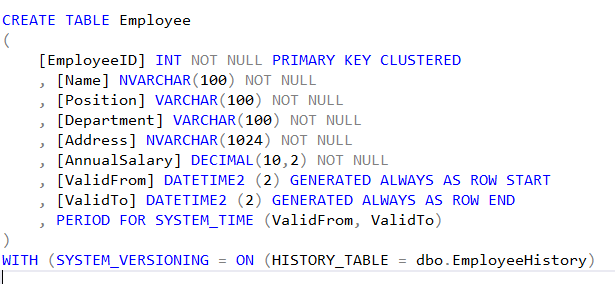 CREATE TABLE Employee
(
[EmployeeID] INT NOT NULL PRIMARY KEY CLUSTERED
, [Name] NVARCHAR(100) NOT NULL
, [Position] VARCHAR(100) NOT NULL
, [Department] VARCHAR(100) NOT NULL
, [Address] NVARCHAR(1024) NOT NULL
, [AnnualSalary] DECIMAL(10,2) NOT NULL
, [ValidFrom] DATETIME2 (2) GENERATED ALWAYS AS ROW START
, [ValidTo] DATETIME2 (2) GENERATED ALWAYS AS ROW END
, PERIOD FOR SYSTEM_TIME (ValidFrom, ValidTo)
)
WITH (SYSTEM_VERSIONING = ON (HISTORY_TABLE = dbo.EmployeeHistory)